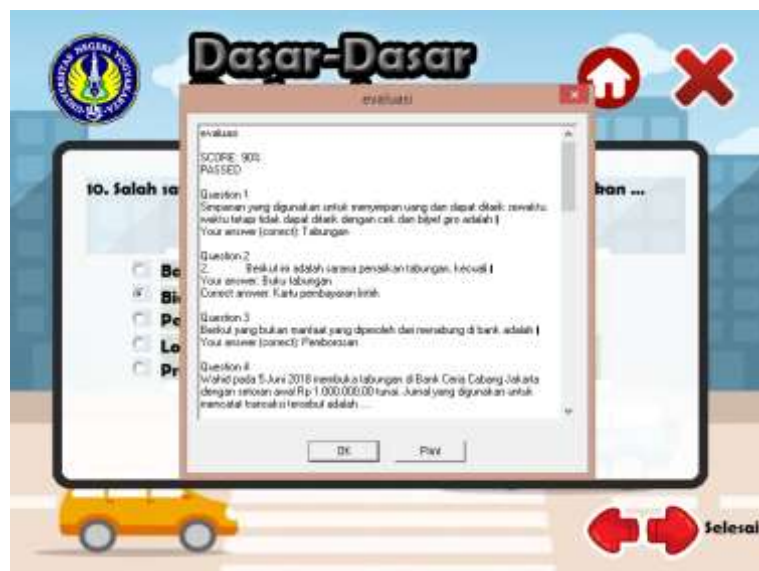 UNIVERSITAS NEGERI YOGYAKARTA
Dasar-Dasar
evaluasi
evaluasi
SCORE: 90%
PASSED
Question 1
Simpanan yang digunakan untuk menyimpan uang dan dapat ditarik sewaktu-
waktu tetapi tidak dapat ditarik dengan cek dan bilyet giro adalah
Your answer (correct): Tabungan
Question 2
2. Berikut ini adalah sarana penarikan tabungan, kecuali
Your answer: Buku tabungan
Correct answer: Kartu pembayaran listrik
Question 3
Berikut yang bukan manfaat yang diperoleh dari menabung di bank adalah
Your answer (correct): Pemborosan
Question 4
Wahid pada 5 Juni 2018 membuka tabungan di Bank Ceria Cabang Jakarta
dengan setoran awal Rp 1.000.000,00 tunai. Jurnal yang digunakan untuk
mencatat transaksi tersebut adalah ....
OK Print
10. Salah sa
kan ...
Ba
Bi
Pe
Lo
Pr
Selesai